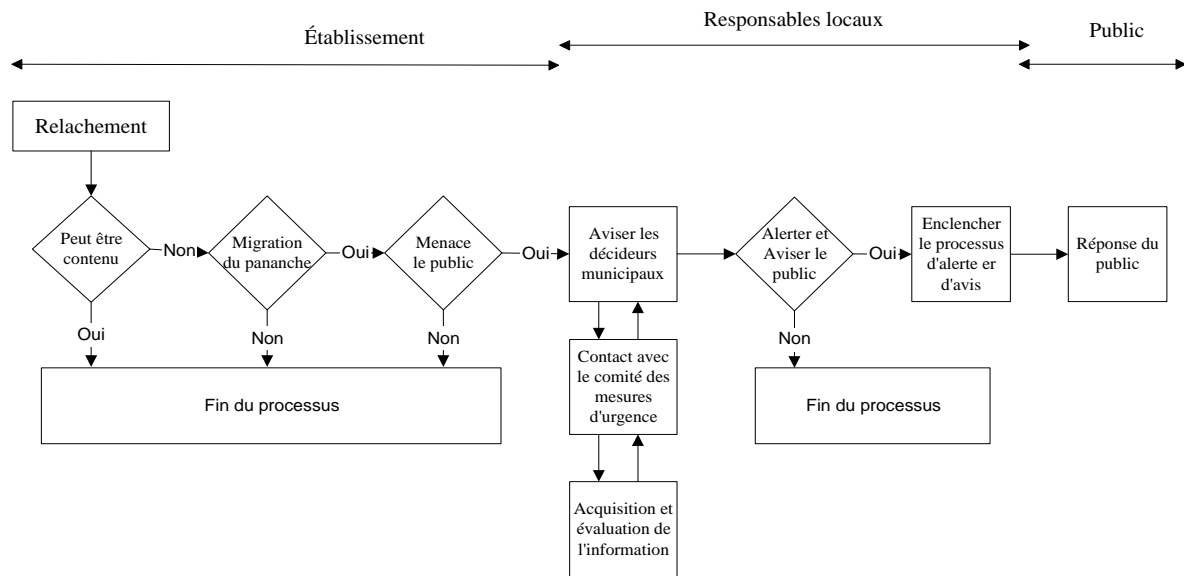 Établissement
Responsables locaux
Public
Relachement
Peut être
contenu
Non
Migration
du pananche
Oui
Menace
le public
Oui
Aviser les
décideurs
municipaux
Alerter et
Aviser le
public
Oui
Enclencher
le processus
d'alerte er
d'avis
Réponse du
public
Oui
Non
Non
Non
Fin du processus
Contact avec
le comité des
mesures
d'urgence
Fin du processus
Acquisition et
évaluation de
l'information